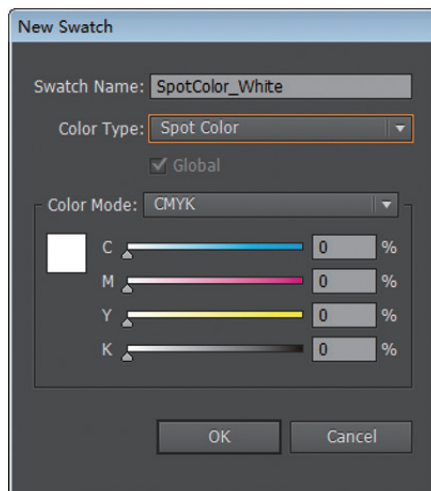 New Swatch
Swatch Name: SpotColor_White
Color Type: Spot Color
Global
Color Mode: CMYK
C 0 %
M 0 %
Y 0 %
K 0 %
OK Cancel